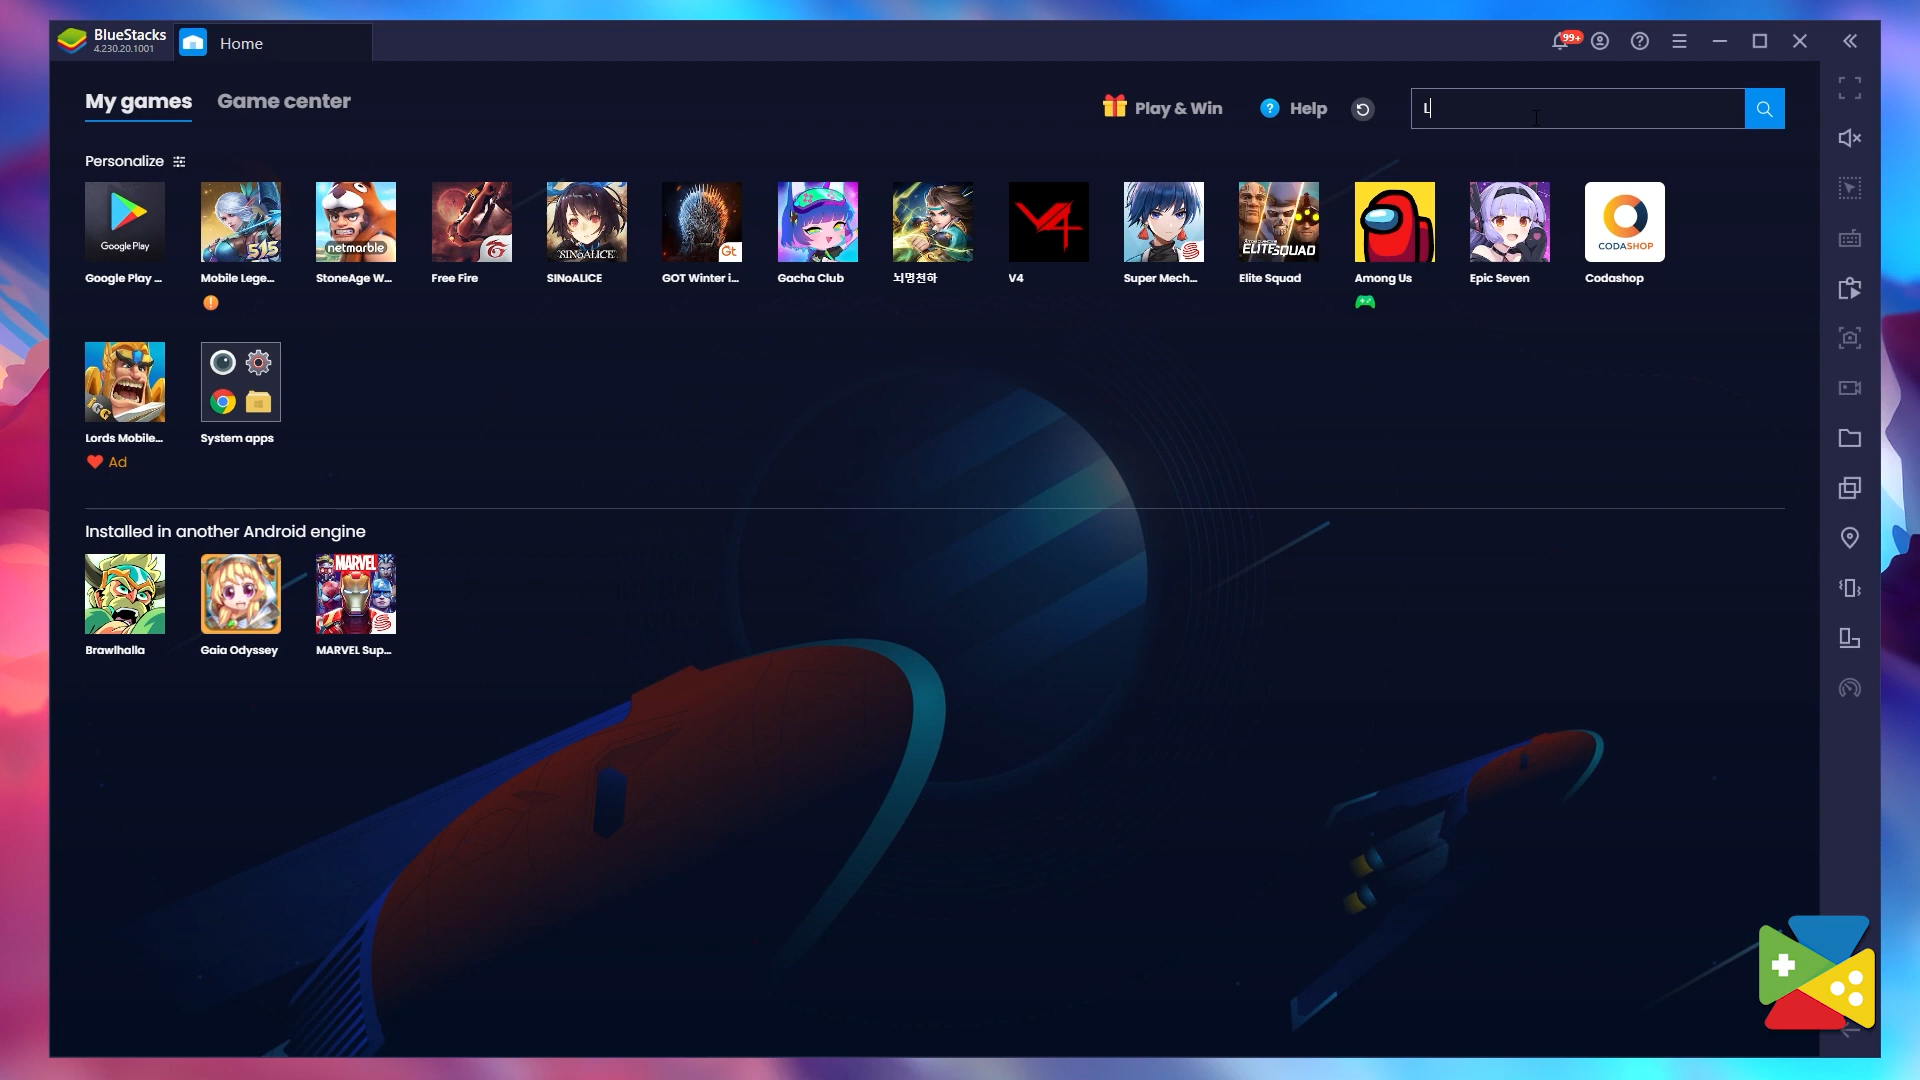 BlueStacks
4.230.20.1001
Home
99+
My games
Game center
Play & Win
? Help
L
Personalize
Google Play
515
netmarble
SINoALICE
Gt
V4
ELITE SQUAD
CODASHOP
Google Play ...
Mobile Lege...
StoneAge W...
Free Fire
SINoALICE
GOT Winter i...
Gacha Club
뇌명천하
V4
Super Mech...
Elite Squad
Among Us
Epic Seven
Codashop
IGG
Lords Mobile...
System apps
Ad
Installed in another Android engine
MARVEL
Brawlhalla
Gaia Odyssey
MARVEL Sup...